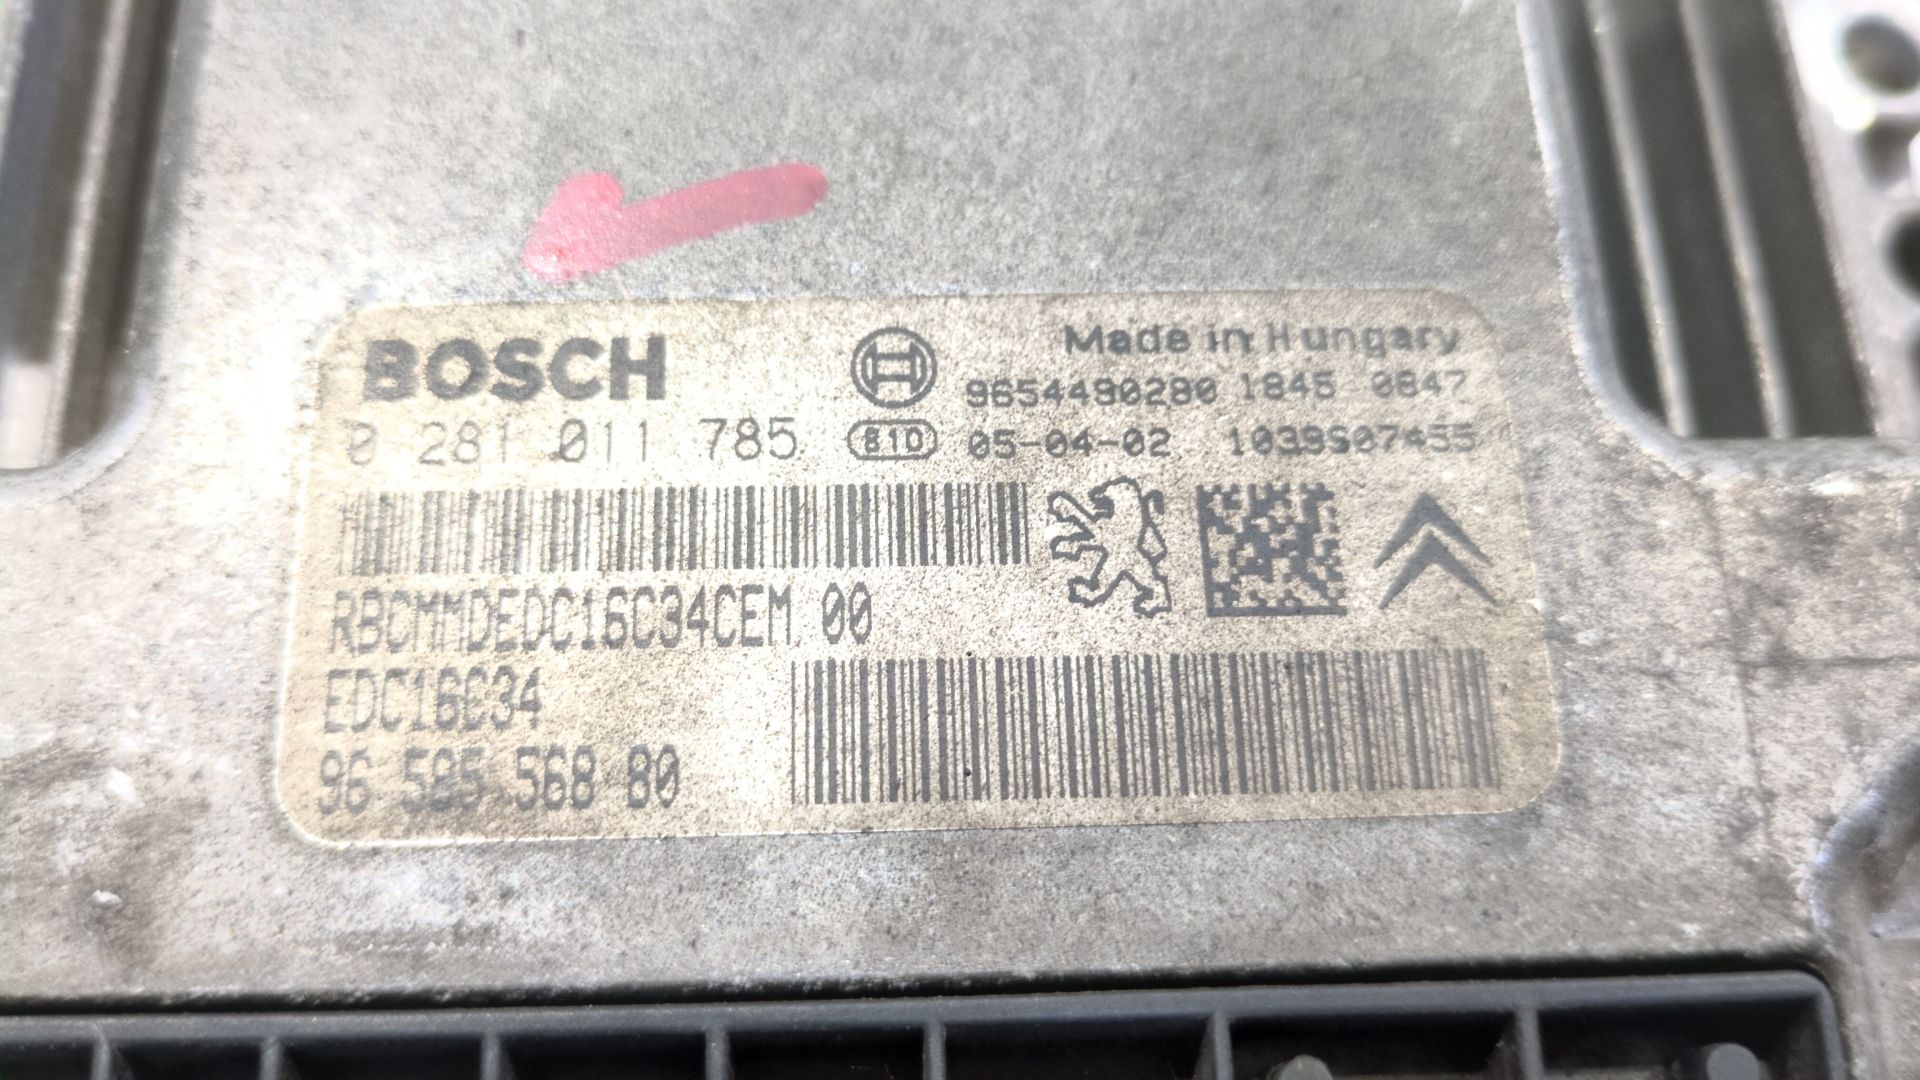 BOSCH
Made in Hungary
9654490280 1845 0847
0 281 011 785 E10 05-04-02 1039S07455
RBCMMDEDC16C34CEM 00
EDC16C34
96 585 568 80